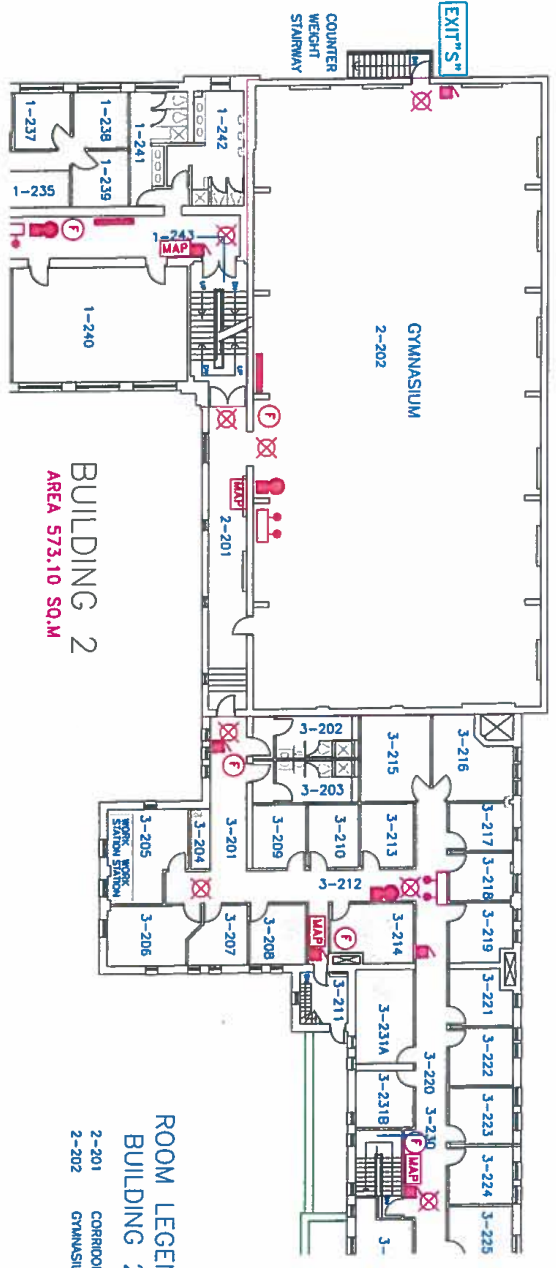 EXIT"S"
COUNTER
WEIGHT
STAIRWAY
GYMNASIUM
2-202
1-237
1-238
1-239
1-241
1-242
1-235
1-243
MAP
1-240
F
F
MAP
2-201
BUILDING 2
AREA 573.10 SQ.M
F
3-202
3-203
3-215
3-216
3-217
3-218
3-219
3-221
3-222
3-223
3-224
3-225
3-204
3-201
3-209
3-210
3-213
3-212
3-205
WORK STATION
WORK STATION
3-206
3-207
3-208
MAP
F
3-214
3-211
3-231A
3-231B
3-220
3-230
F
MAP
3-
ROOM LEGEN
BUILDING 2
2-201 CORRIDO
2-202 GYMNASIU